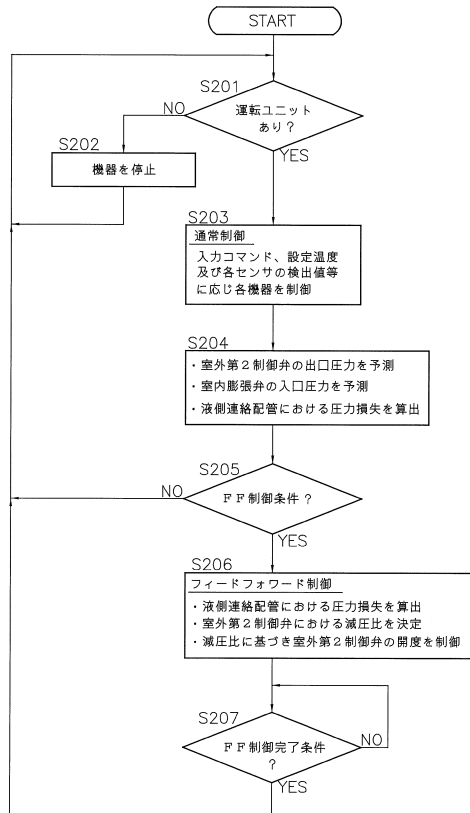 START
S201
運転ユニット
あり？
NO
YES
S202
機器を停止
S203
通常制御
入力コマンド、設定温度
及び各センサの検出値等
に応じ各機器を制御
S204
・室外第２制御弁の出口圧力を予測
・室内膨張弁の入口圧力を予測
・液側連絡配管における圧力損失を算出
S205
ＦＦ制御条件？
NO
YES
S206
フィードフォワード制御
・液側連絡配管における圧力損失を算出
・室外第２制御弁における減圧比を決定
・減圧比に基づき室外第２制御弁の開度を制御
S207
ＦＦ制御完了条件
？
NO
YES